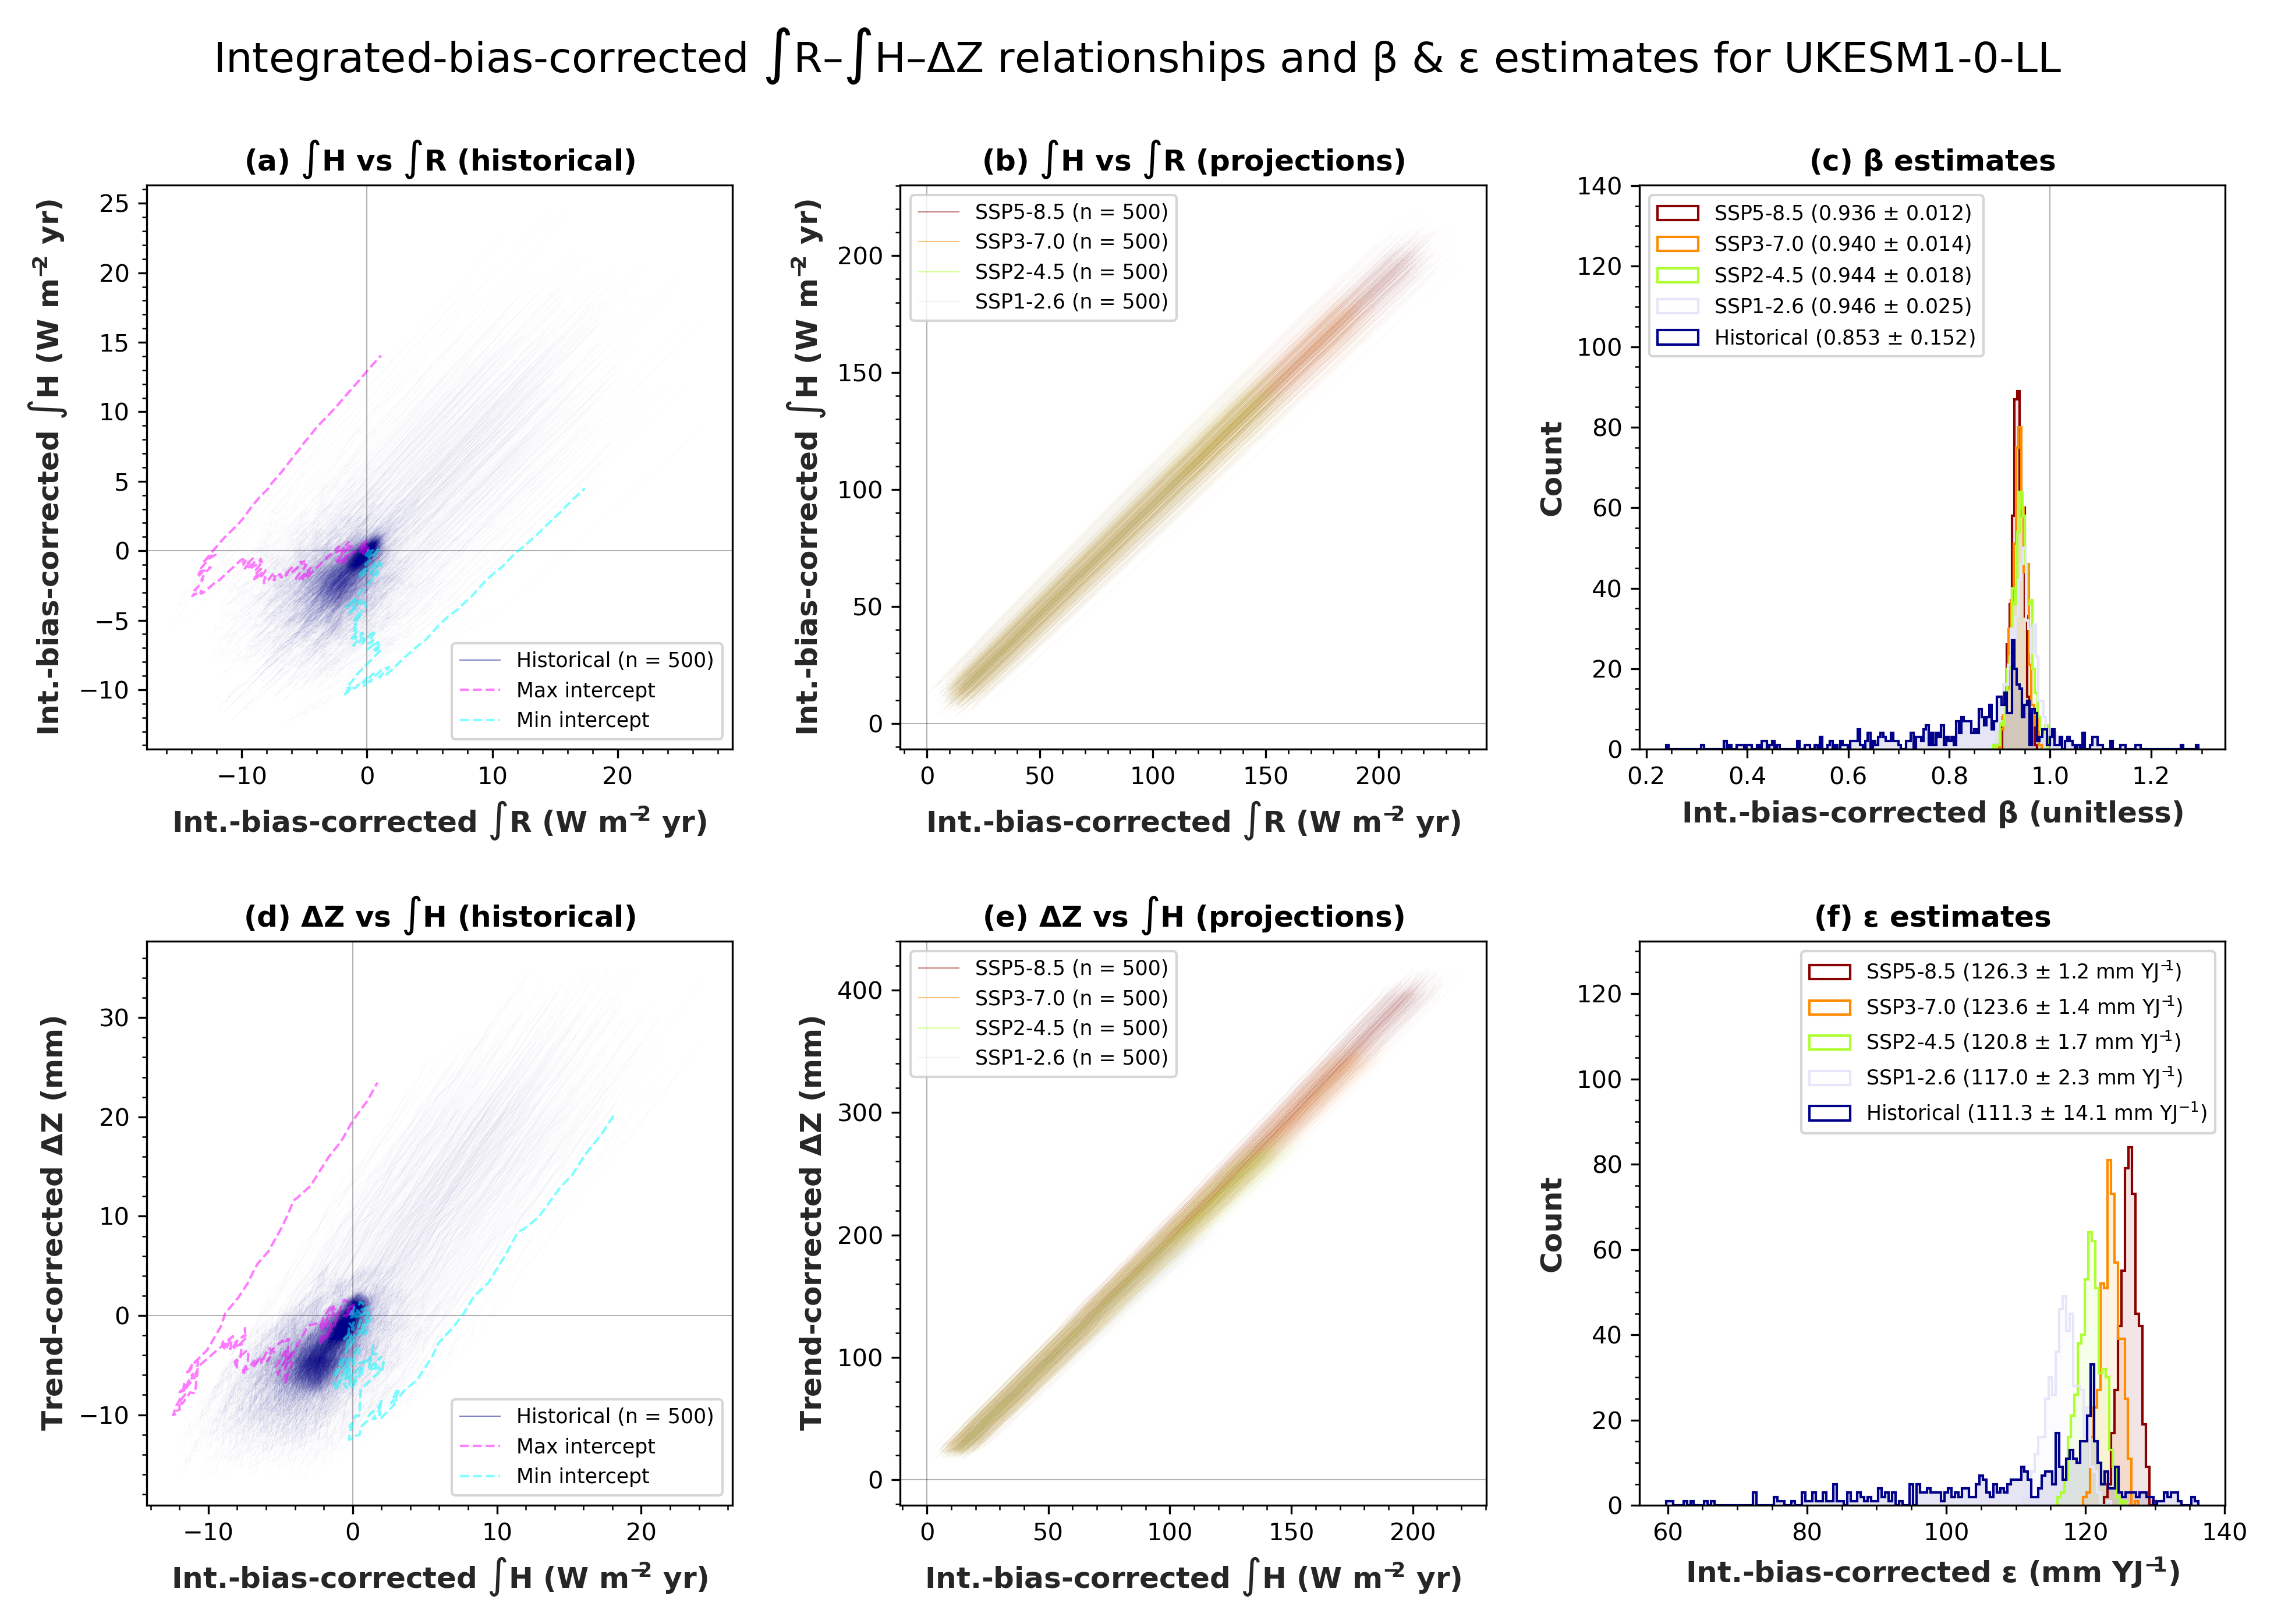 Integrated-bias-corrected ∫R–∫H–ΔZ relationships and β & ε estimates for UKESM1-0-LL
(a) ∫H vs ∫R (historical)
Int.-bias-corrected ∫H (W m⁻² yr)
25
20
15
10
5
0
−5
−10
Historical (n = 500)
Max intercept
Min intercept
−10 0 10 20
Int.-bias-corrected ∫R (W m⁻² yr)
(b) ∫H vs ∫R (projections)
Int.-bias-corrected ∫H (W m⁻² yr)
SSP5-8.5 (n = 500)
SSP3-7.0 (n = 500)
SSP2-4.5 (n = 500)
SSP1-2.6 (n = 500)
200
150
100
50
0
0 50 100 150 200
Int.-bias-corrected ∫R (W m⁻² yr)
(c) β estimates
Count
SSP5-8.5 (0.936 ± 0.012)
SSP3-7.0 (0.940 ± 0.014)
SSP2-4.5 (0.944 ± 0.018)
SSP1-2.6 (0.946 ± 0.025)
Historical (0.853 ± 0.152)
140
120
100
80
60
40
20
0
0.2 0.4 0.6 0.8 1.0 1.2
Int.-bias-corrected β (unitless)
(d) ΔZ vs ∫H (historical)
Trend-corrected ΔZ (mm)
30
20
10
0
−10
Historical (n = 500)
Max intercept
Min intercept
−10 0 10 20
Int.-bias-corrected ∫H (W m⁻² yr)
(e) ΔZ vs ∫H (projections)
Trend-corrected ΔZ (mm)
SSP5-8.5 (n = 500)
SSP3-7.0 (n = 500)
SSP2-4.5 (n = 500)
SSP1-2.6 (n = 500)
400
300
200
100
0
0 50 100 150 200
Int.-bias-corrected ∫H (W m⁻² yr)
(f) ε estimates
Count
SSP5-8.5 (126.3 ± 1.2 mm YJ⁻¹)
SSP3-7.0 (123.6 ± 1.4 mm YJ⁻¹)
SSP2-4.5 (120.8 ± 1.7 mm YJ⁻¹)
SSP1-2.6 (117.0 ± 2.3 mm YJ⁻¹)
Historical (111.3 ± 14.1 mm YJ⁻¹)
120
100
80
60
40
20
0
60 80 100 120 140
Int.-bias-corrected ε (mm YJ⁻¹)